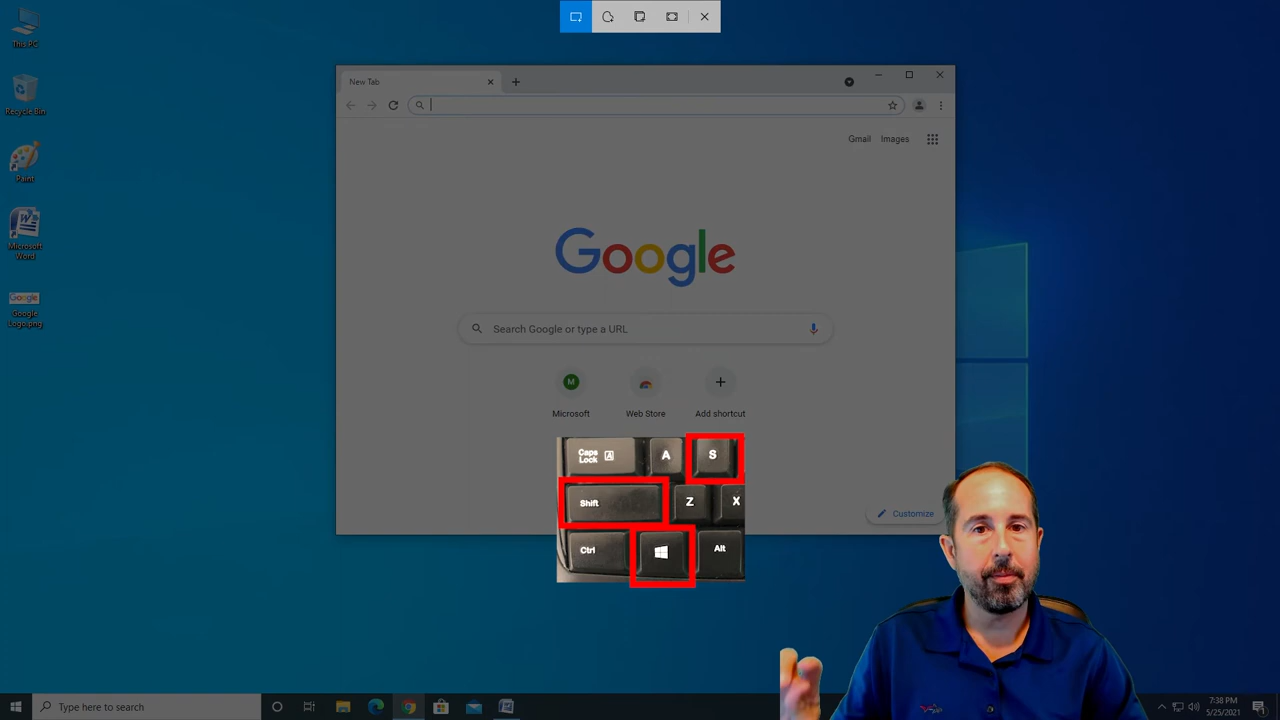 This PC
Recycle Bin
Paint
Microsoft
Word
Google
Google
Logo.png
New Tab
Gmail
Images
Google
Search Google or type a URL
M
Microsoft
Web Store
Add shortcut
Customize
Caps
Lock
A
A
S
Shift
Z
X
Ctrl
Alt
Type here to search
7:38 PM
5/25/2021